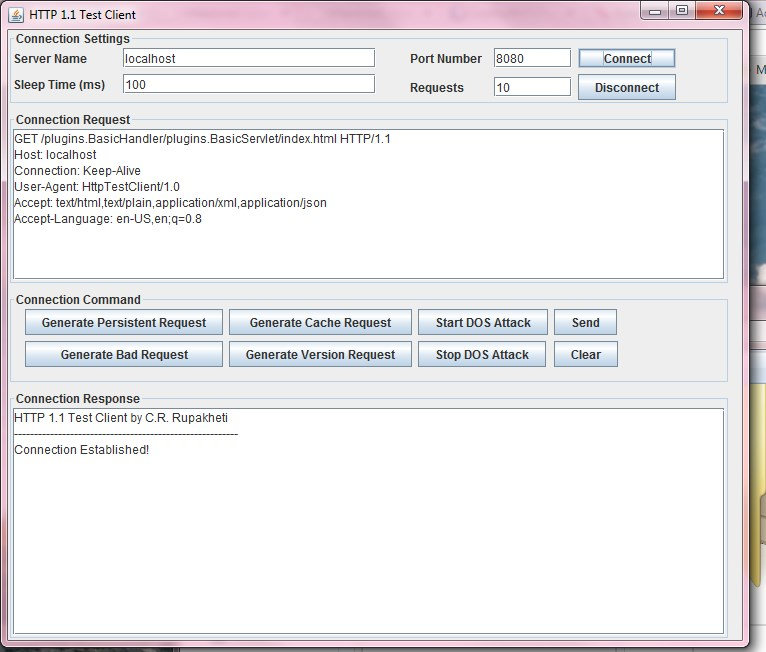 HTTP 1.1 Test Client
Connection Settings
Server Name localhost Port Number 8080 Connect
Sleep Time (ms) 100 Requests 10 Disconnect
Connection Request
GET /plugins.BasicHandler/plugins.BasicServlet/index.html HTTP/1.1
Host: localhost
Connection: Keep-Alive
User-Agent: HttpTestClient/1.0
Accept: text/html,text/plain,application/xml,application/json
Accept-Language: en-US,en;q=0.8
Connection Command
Generate Persistent Request Generate Cache Request Start DOS Attack Send
Generate Bad Request Generate Version Request Stop DOS Attack Clear
Connection Response
HTTP 1.1 Test Client by C.R. Rupakheti
--------------------------------------------------------
Connection Established!